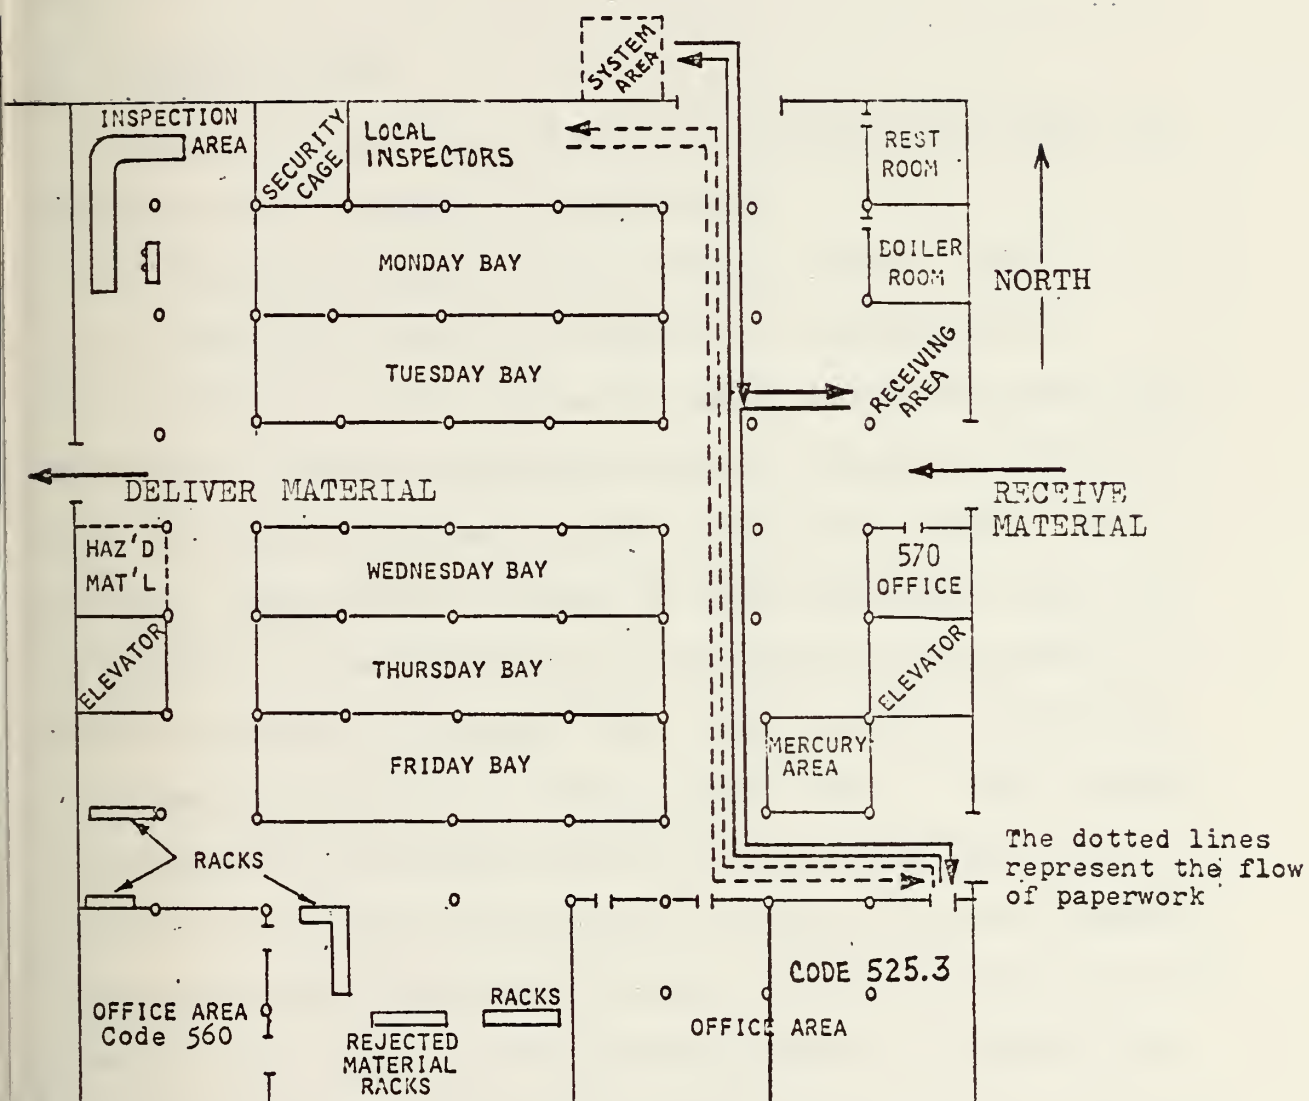 SYSTEM
AREA
INSPECTION
AREA
SECURITY
CAGE
LOCAL
INSPECTORS
REST
ROOM
MONDAY BAY
BOILER
ROOM
NORTH
TUESDAY BAY
RECEIVING
AREA
DELIVER MATERIAL
RECEIVE
MATERIAL
HAZ'D
MAT'L
WEDNESDAY BAY
570
OFFICE
ELEVATOR
THURSDAY BAY
ELEVATOR
FRIDAY BAY
MERCURY
AREA
RACKS
The dotted lines
represent the flow
of paperwork
CODE 525.3
OFFICE AREA
Code 560
RACKS
OFFICE AREA
REJECTED
MATERIAL
RACKS